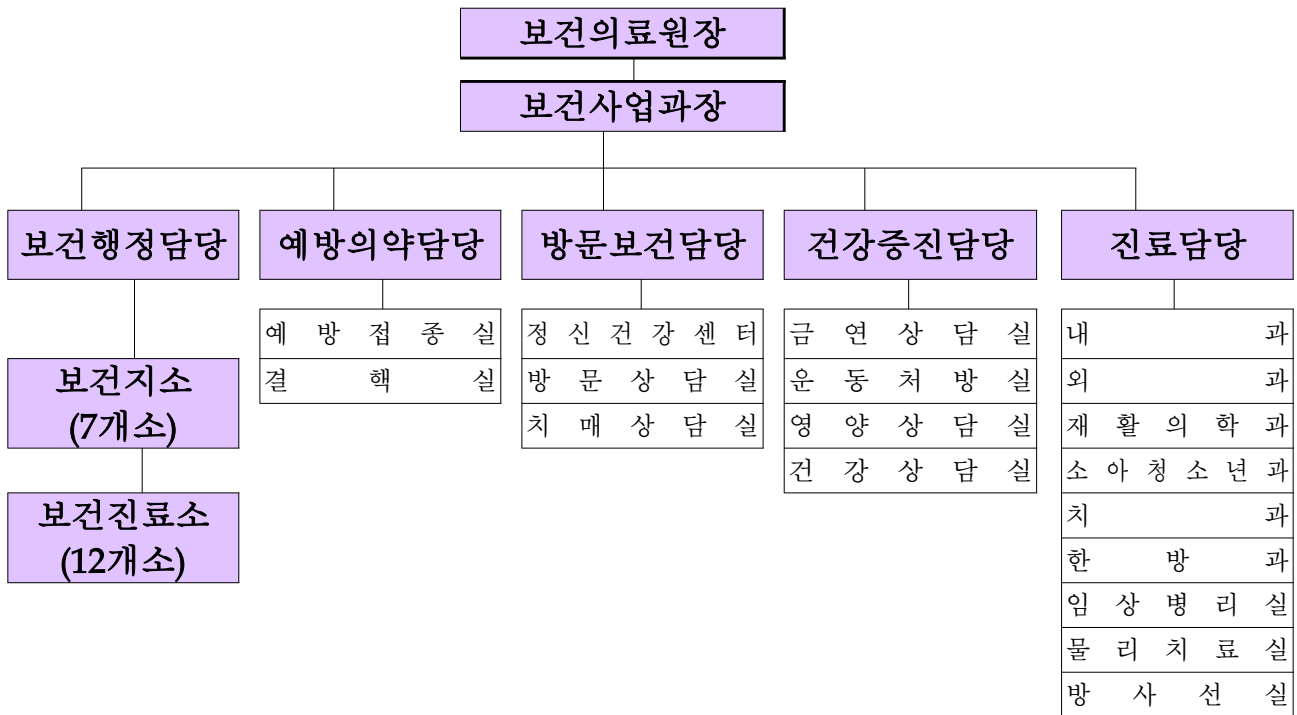 보건의료원장
보건사업과장
보건행정담당
예방의약담당
방문보건담당
건강증진담당
진료담당
보건지소
(7개소)
보건진료소
(12개소)
예방접종실
결핵실
정신건강센터
방문상담실
치매상담실
금연상담실
운동처방실
영양상담실
건강상담실
내과
외과
재활의학과
소아청소년과
치과
한방과
임상병리실
물리치료실
방사선실